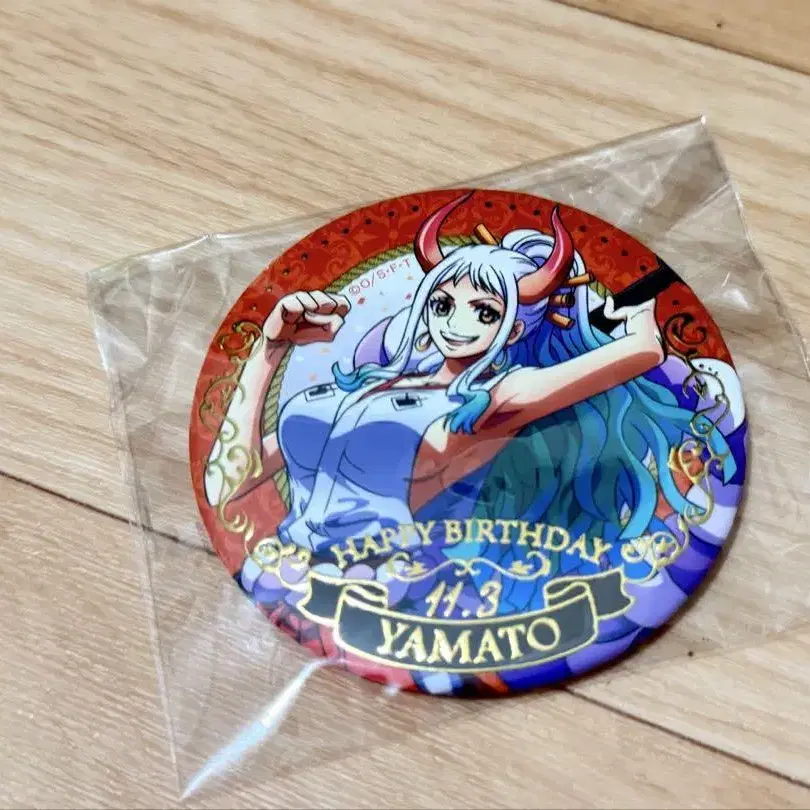 ©O/S・F・T
HAPPY BIRTHDAY
11.3
YAMATO